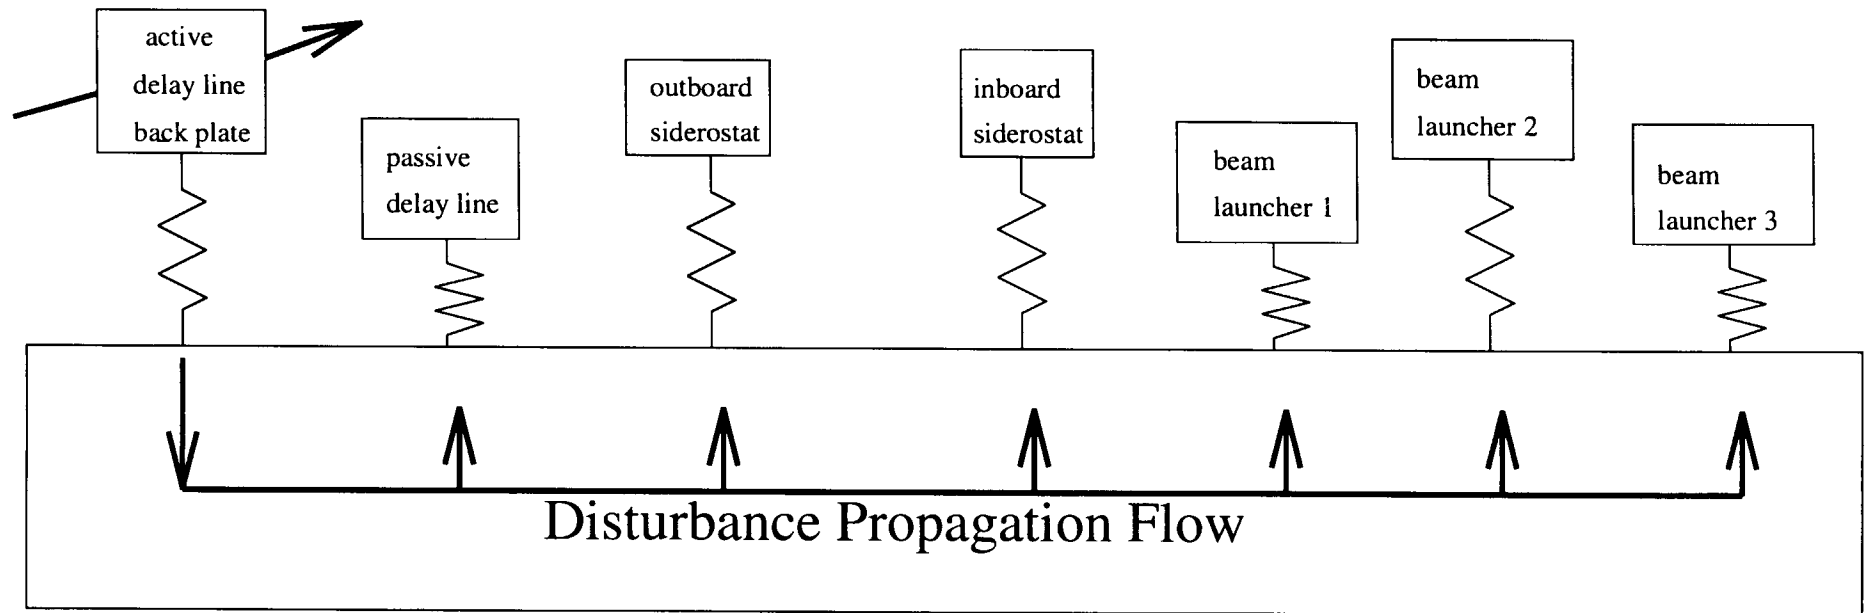 active
delay line
back plate
passive
delay line
outboard
siderostat
inboard
siderostat
beam
launcher 1
beam
launcher 2
beam
launcher 3
Disturbance Propagation Flow